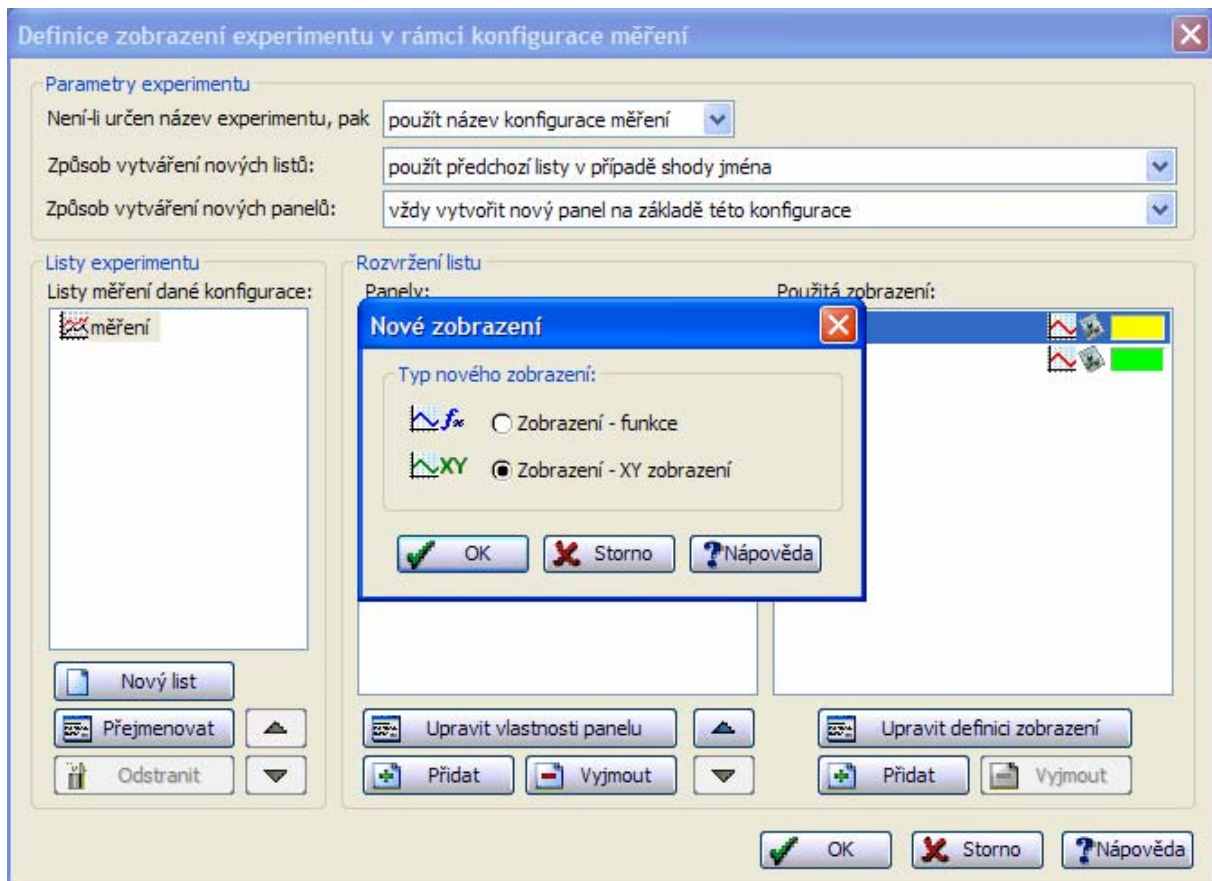 Definice zobrazení experimentu v rámci konfigurace měření
Parametry experimentu
Není-li určen název experimentu, pak použít název konfigurace měření
Způsob vytváření nových listů: použít předchozí listy v případě shody jména
Způsob vytváření nových panelů: vždy vytvořit nový panel na základě této konfigurace
Listy experimentu
Listy měření dané konfigurace:
měření
Nový list
Přejmenovat
Odstranit
Rozvržení listu
Panely:
Použitá zobrazení:
Nové zobrazení
Typ nového zobrazení:
fx Zobrazení - funkce
XY Zobrazení - XY zobrazení
OK Storno ?Nápověda
Upravit vlastnosti panelu
Přidat Vyjmout
Upravit definici zobrazení
Přidat Vyjmout
OK Storno ?Nápověda